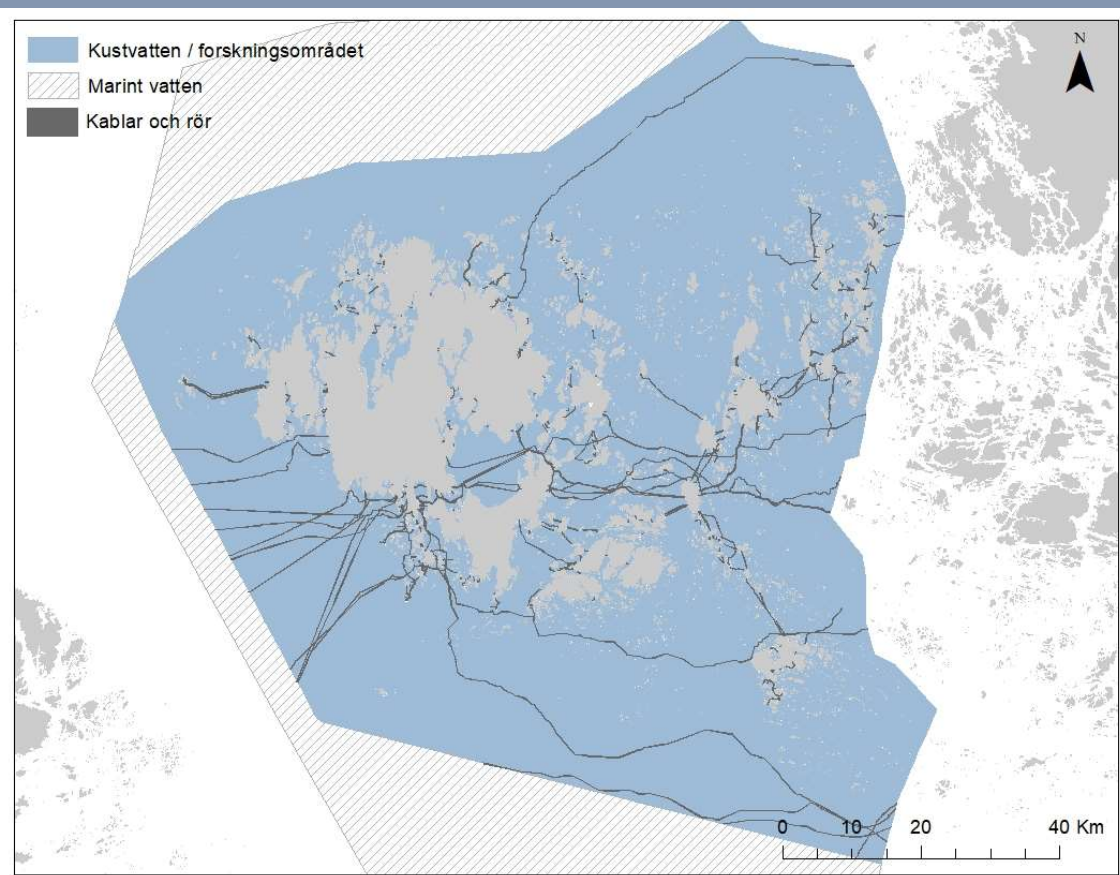 Kustvatten / forskningsområdet
Marint vatten
Kablar och rör
N
0 10 20 40 Km